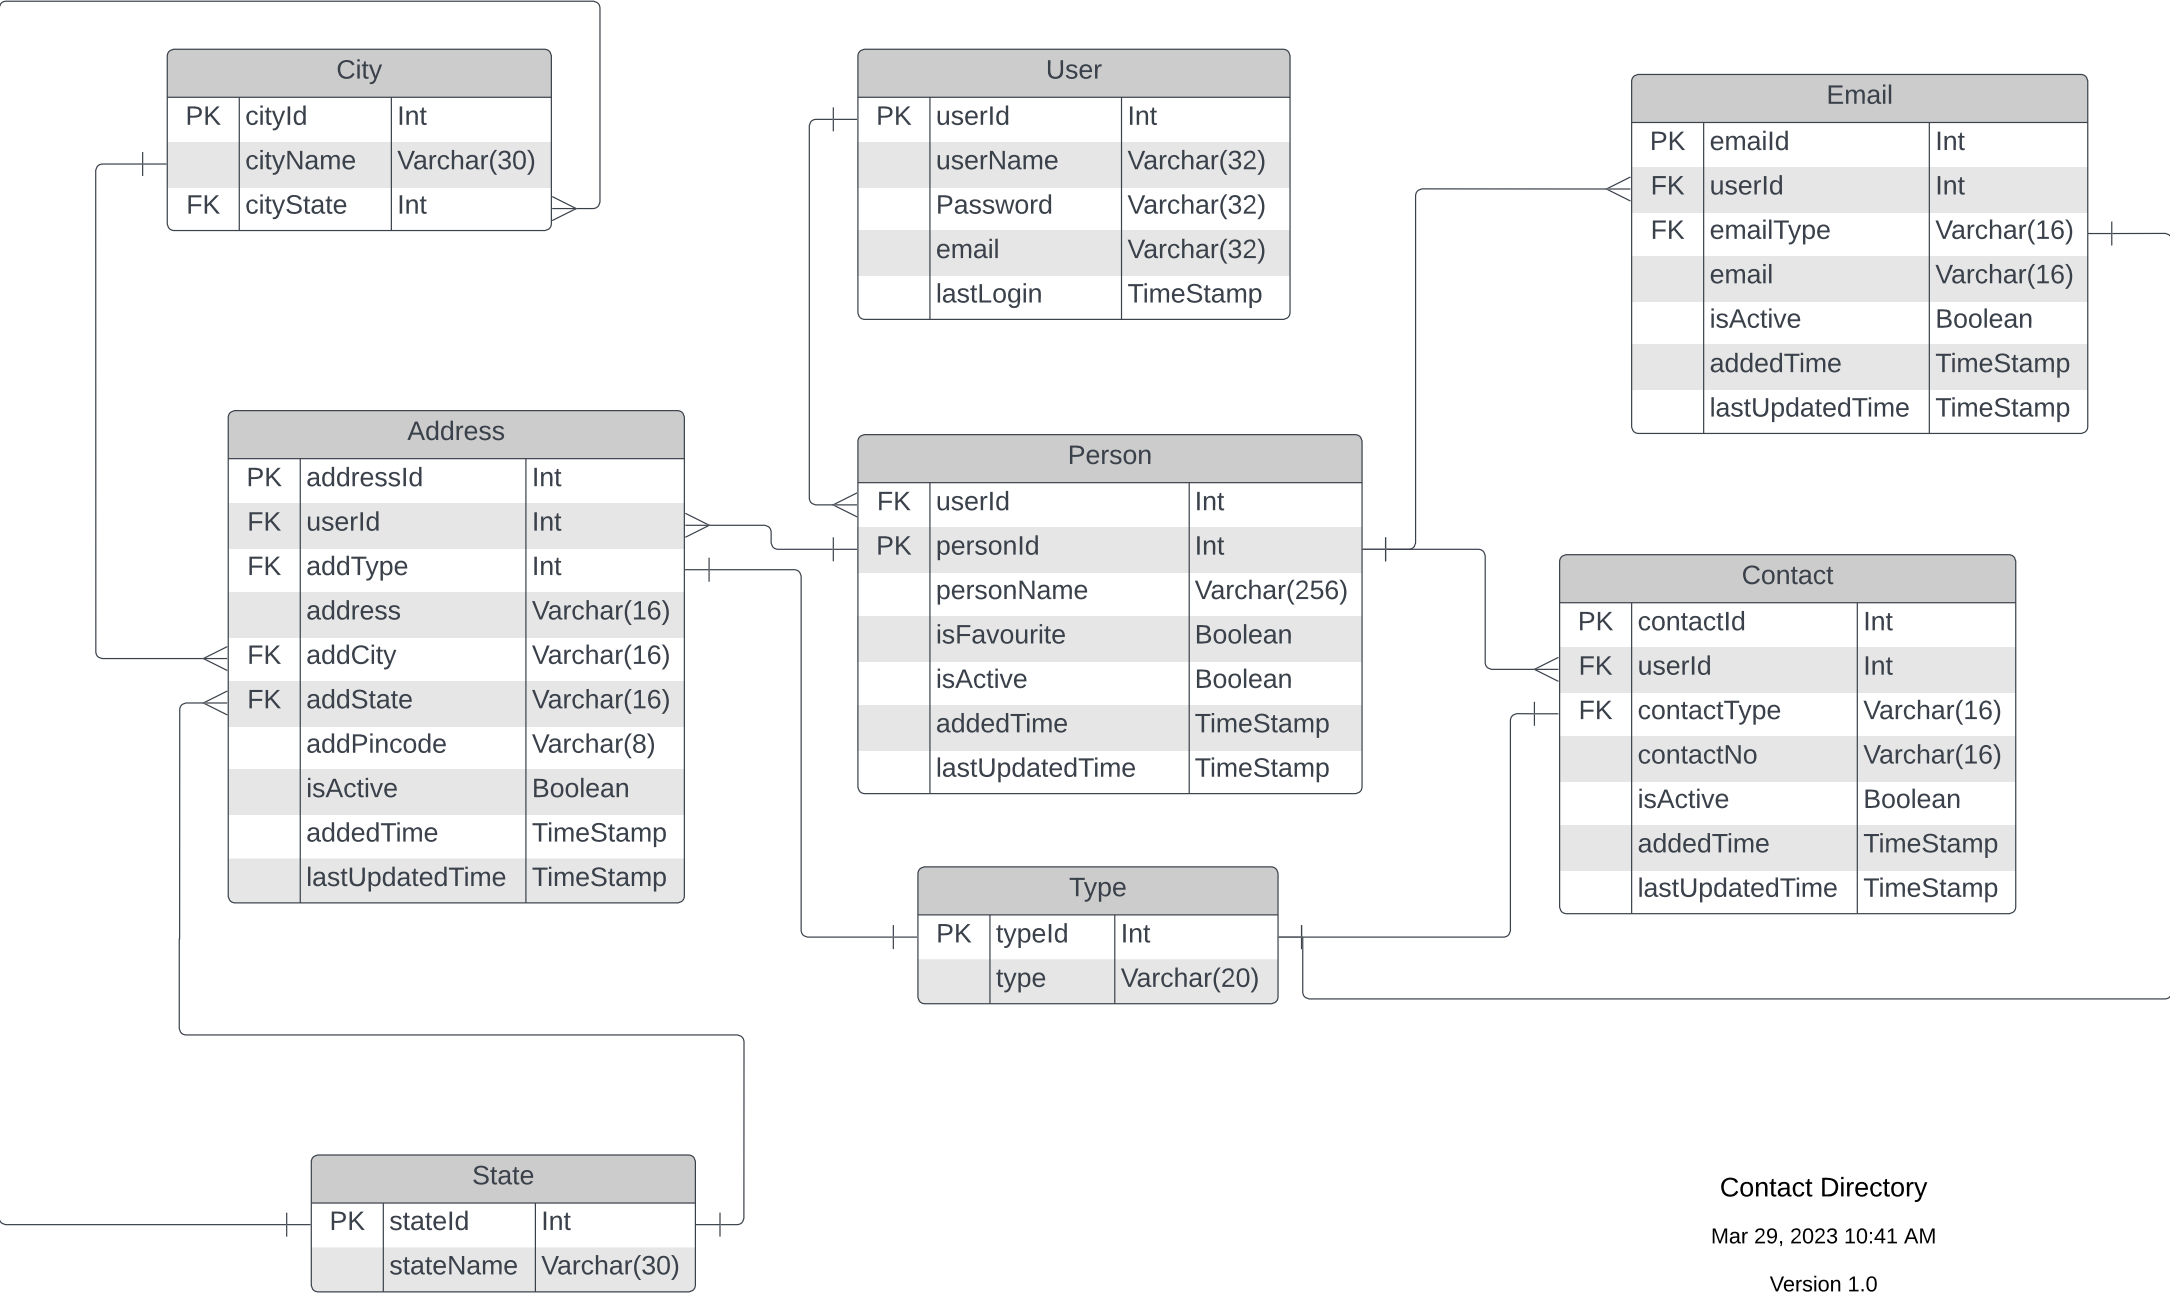 City
PK cityId Int
cityName Varchar(30)
FK cityState Int
User
PK userId Int
userName Varchar(32)
Password Varchar(32)
email Varchar(32)
lastLogin TimeStamp
Email
PK emailId Int
FK userId Int
FK emailType Varchar(16)
email Varchar(16)
isActive Boolean
addedTime TimeStamp
lastUpdatedTime TimeStamp
Address
PK addressId Int
FK userId Int
FK addType Int
address Varchar(16)
FK addCity Varchar(16)
FK addState Varchar(16)
addPincode Varchar(8)
isActive Boolean
addedTime TimeStamp
lastUpdatedTime TimeStamp
Person
FK userId Int
PK personId Int
personName Varchar(256)
isFavourite Boolean
isActive Boolean
addedTime TimeStamp
lastUpdatedTime TimeStamp
Contact
PK contactId Int
FK userId Int
FK contactType Varchar(16)
contactNo Varchar(16)
isActive Boolean
addedTime TimeStamp
lastUpdatedTime TimeStamp
Type
PK typeId Int
type Varchar(20)
State
PK stateId Int
stateName Varchar(30)
Contact Directory
Mar 29, 2023 10:41 AM
Version 1.0